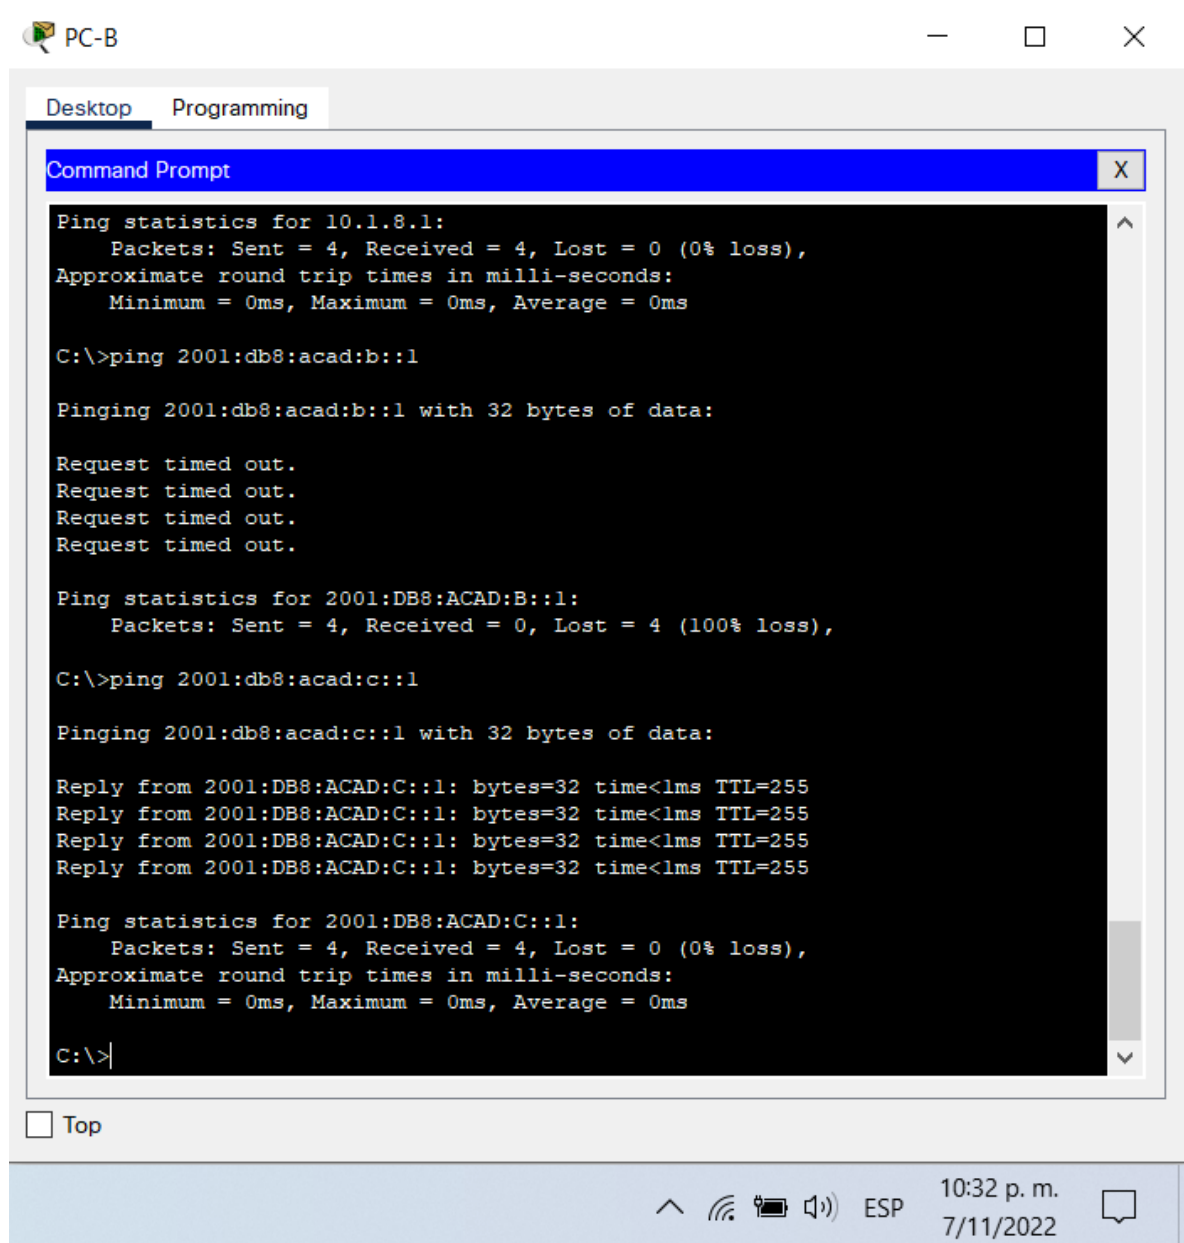 PC-B
Desktop Programming
Command Prompt X
Ping statistics for 10.1.8.1:
Packets: Sent = 4, Received = 4, Lost = 0 (0% loss),
Approximate round trip times in milli-seconds:
Minimum = 0ms, Maximum = 0ms, Average = 0ms
C:\>ping 2001:db8:acad:b::1
Pinging 2001:db8:acad:b::1 with 32 bytes of data:
Request timed out.
Request timed out.
Request timed out.
Request timed out.
Ping statistics for 2001:DB8:ACAD:B::1:
Packets: Sent = 4, Received = 0, Lost = 4 (100% loss),
C:\>ping 2001:db8:acad:c::1
Pinging 2001:db8:acad:c::1 with 32 bytes of data:
Reply from 2001:DB8:ACAD:C::1: bytes=32 time<1ms TTL=255
Reply from 2001:DB8:ACAD:C::1: bytes=32 time<1ms TTL=255
Reply from 2001:DB8:ACAD:C::1: bytes=32 time<1ms TTL=255
Reply from 2001:DB8:ACAD:C::1: bytes=32 time<1ms TTL=255
Ping statistics for 2001:DB8:ACAD:C::1:
Packets: Sent = 4, Received = 4, Lost = 0 (0% loss),
Approximate round trip times in milli-seconds:
Minimum = 0ms, Maximum = 0ms, Average = 0ms
C:\>
Top
ESP
10:32 p. m.
7/11/2022